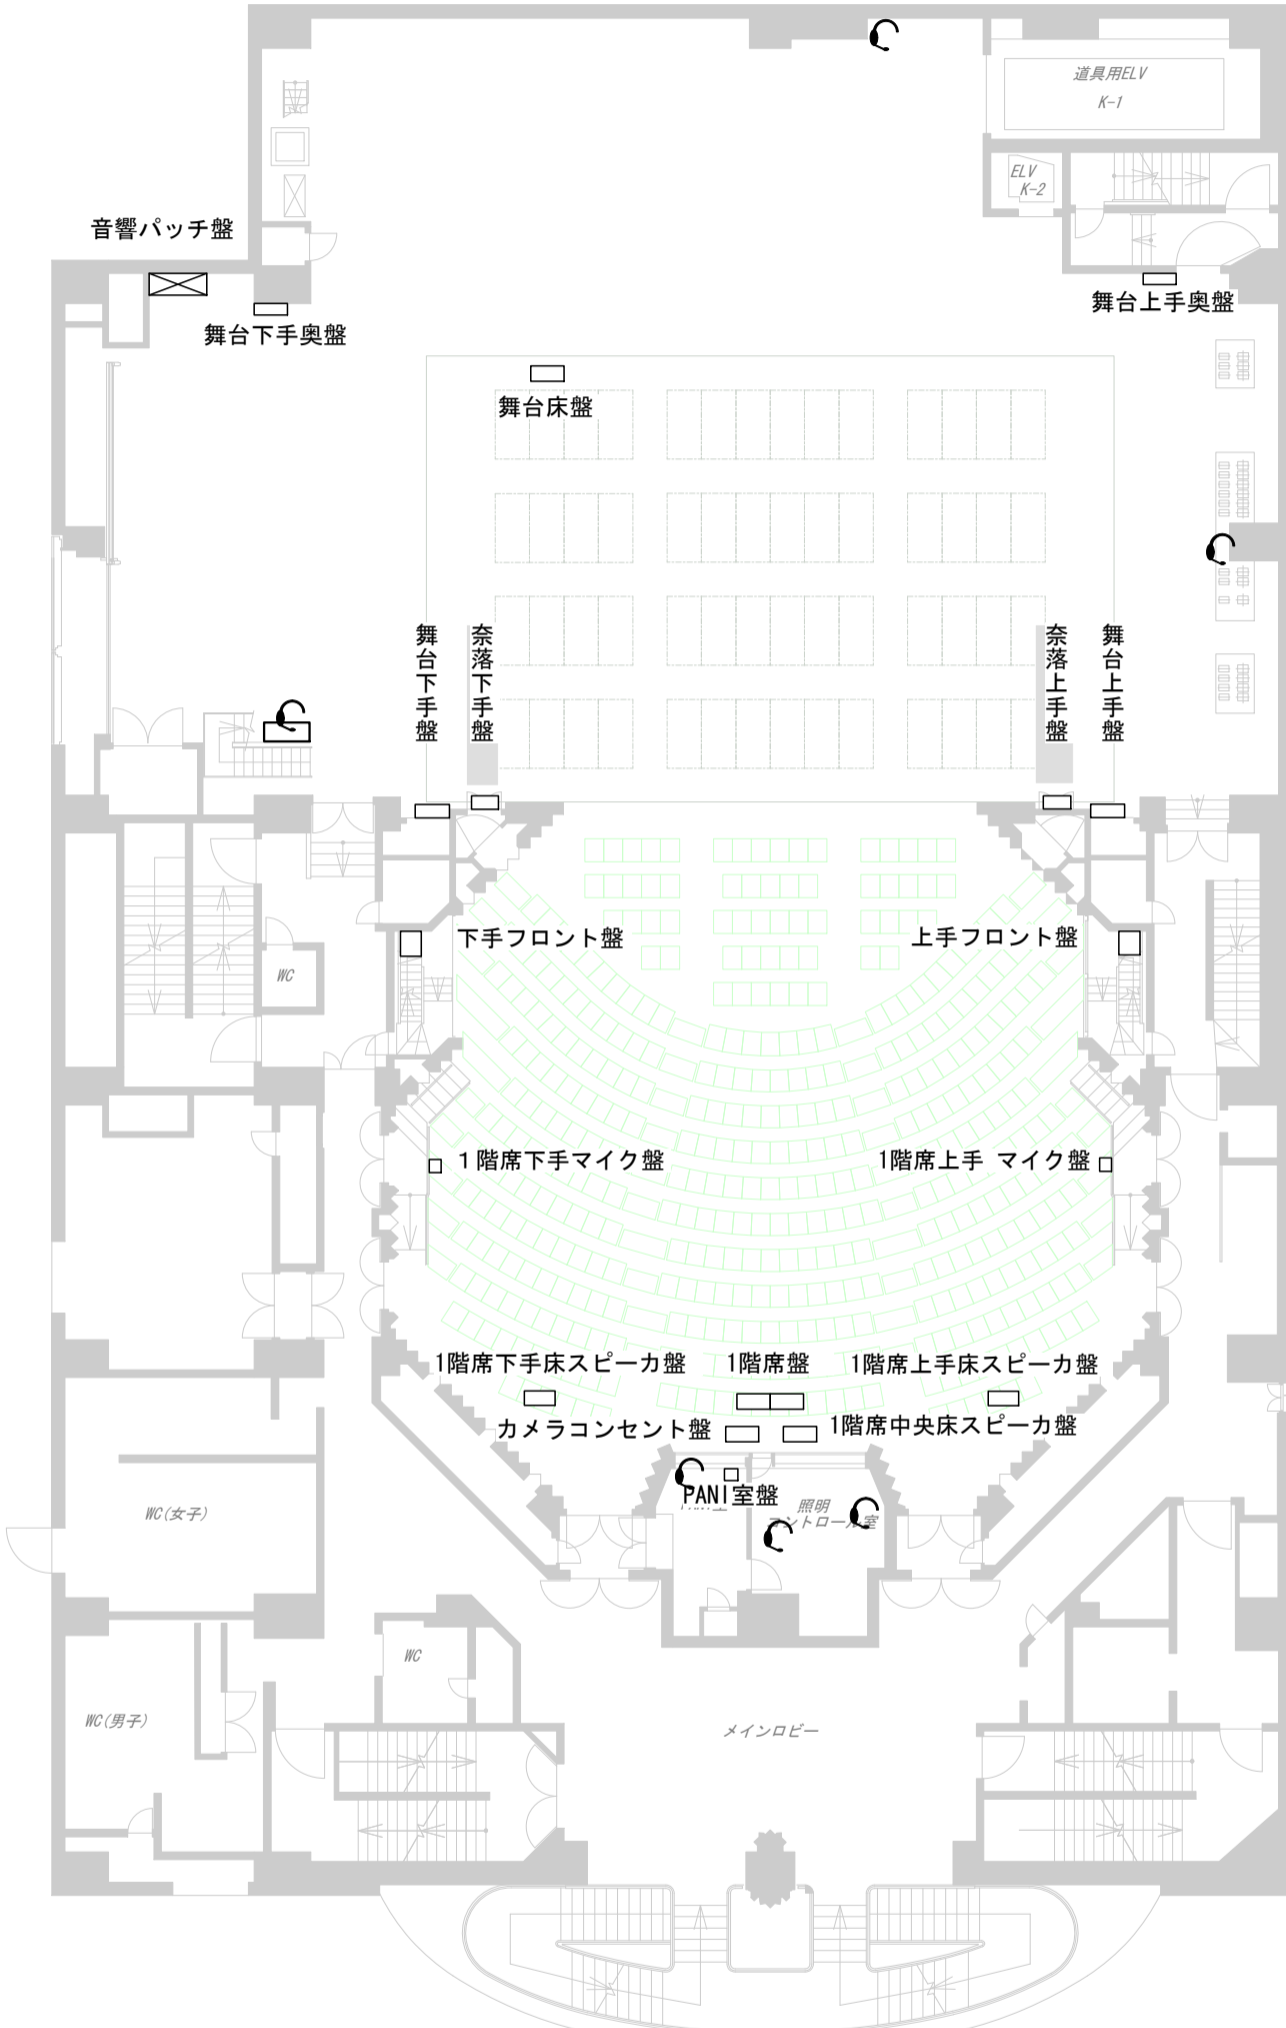 道具用ELV
K-1
ELV
K-2
音響パッチ盤
舞台上手奥盤
舞台下手奥盤
舞台床盤
舞台下手盤
奈落下手盤
奈落上手盤
舞台上手盤
下手フロント盤
上手フロント盤
WC
1階席下手マイク盤
1階席上手 マイク盤
1階席下手床スピーカ盤
1階席盤
1階席上手床スピーカ盤
カメラコンセント盤
1階席中央床スピーカ盤
PANI室盤
照明
コントロール室
WC(女子)
WC
WC(男子)
メインロビー